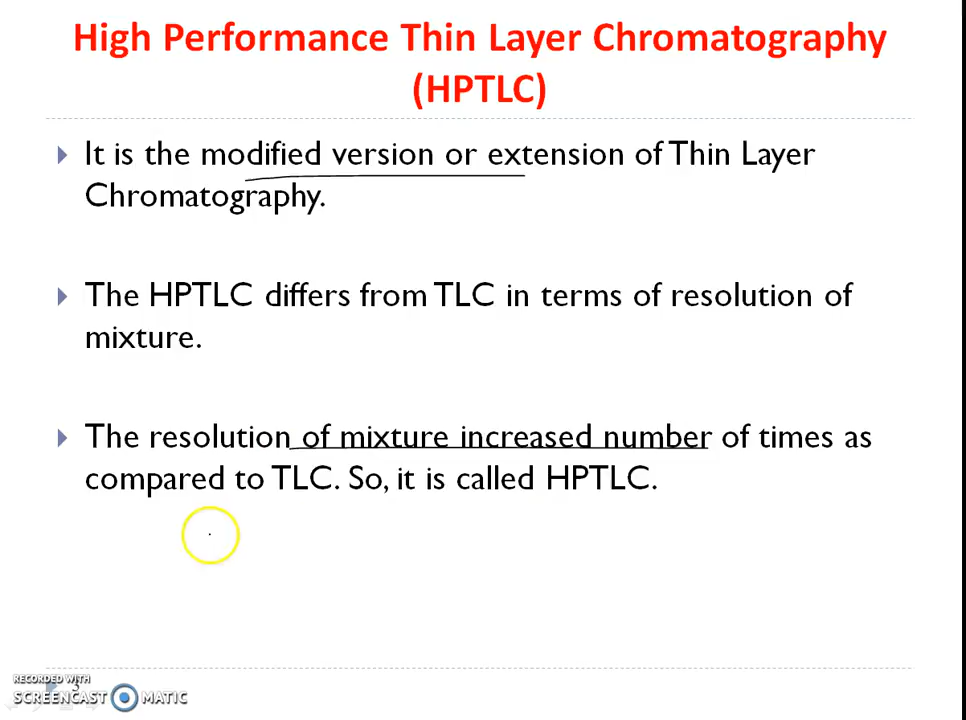 High Performance Thin Layer Chromatography
(HPTLC)
It is the modified version or extension of Thin Layer
Chromatography.
The HPTLC differs from TLC in terms of resolution of
mixture.
The resolution of mixture increased number of times as
compared to TLC. So, it is called HPTLC.
RECORDED WITH
3
SCREENCAST MATIC